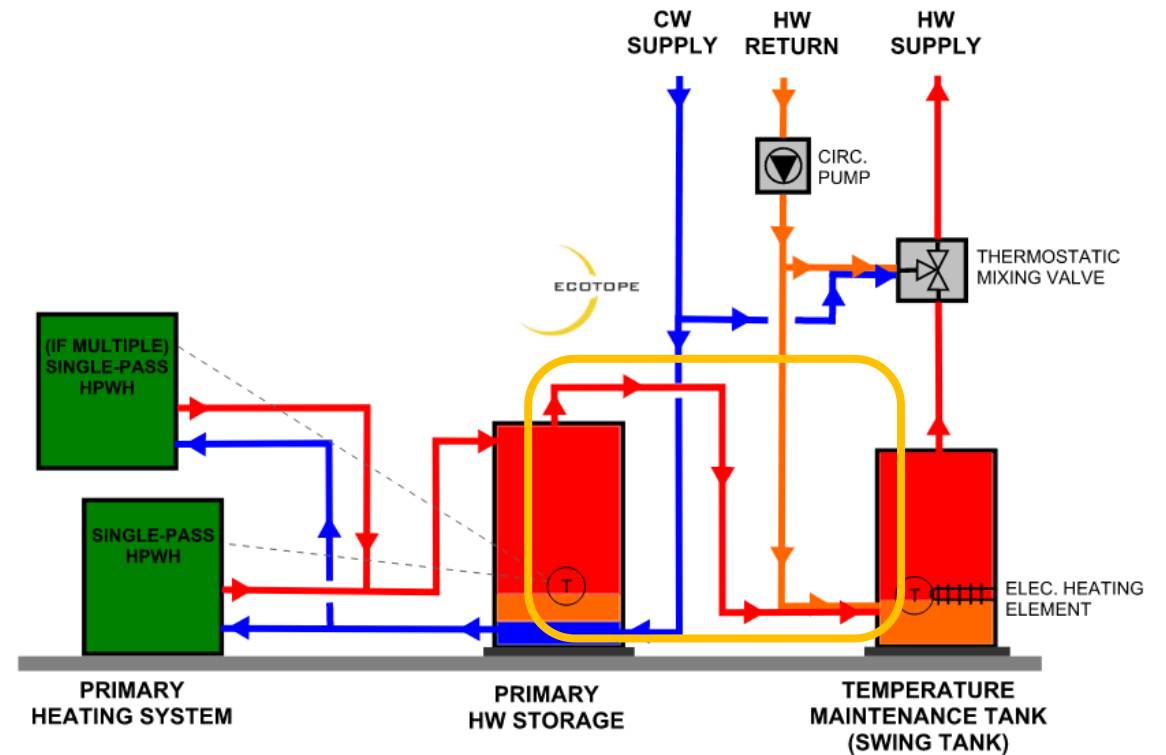 CW
SUPPLY
HW
RETURN
HW
SUPPLY
CIRC.
PUMP
THERMOSTATIC
MIXING VALVE
ECOTOPE
(IF MULTIPLE)
SINGLE-PASS
HPWH
SINGLE-PASS
HPWH
T
T
ELEC. HEATING
ELEMENT
PRIMARY
HEATING SYSTEM
PRIMARY
HW STORAGE
TEMPERATURE
MAINTENANCE TANK
(SWING TANK)